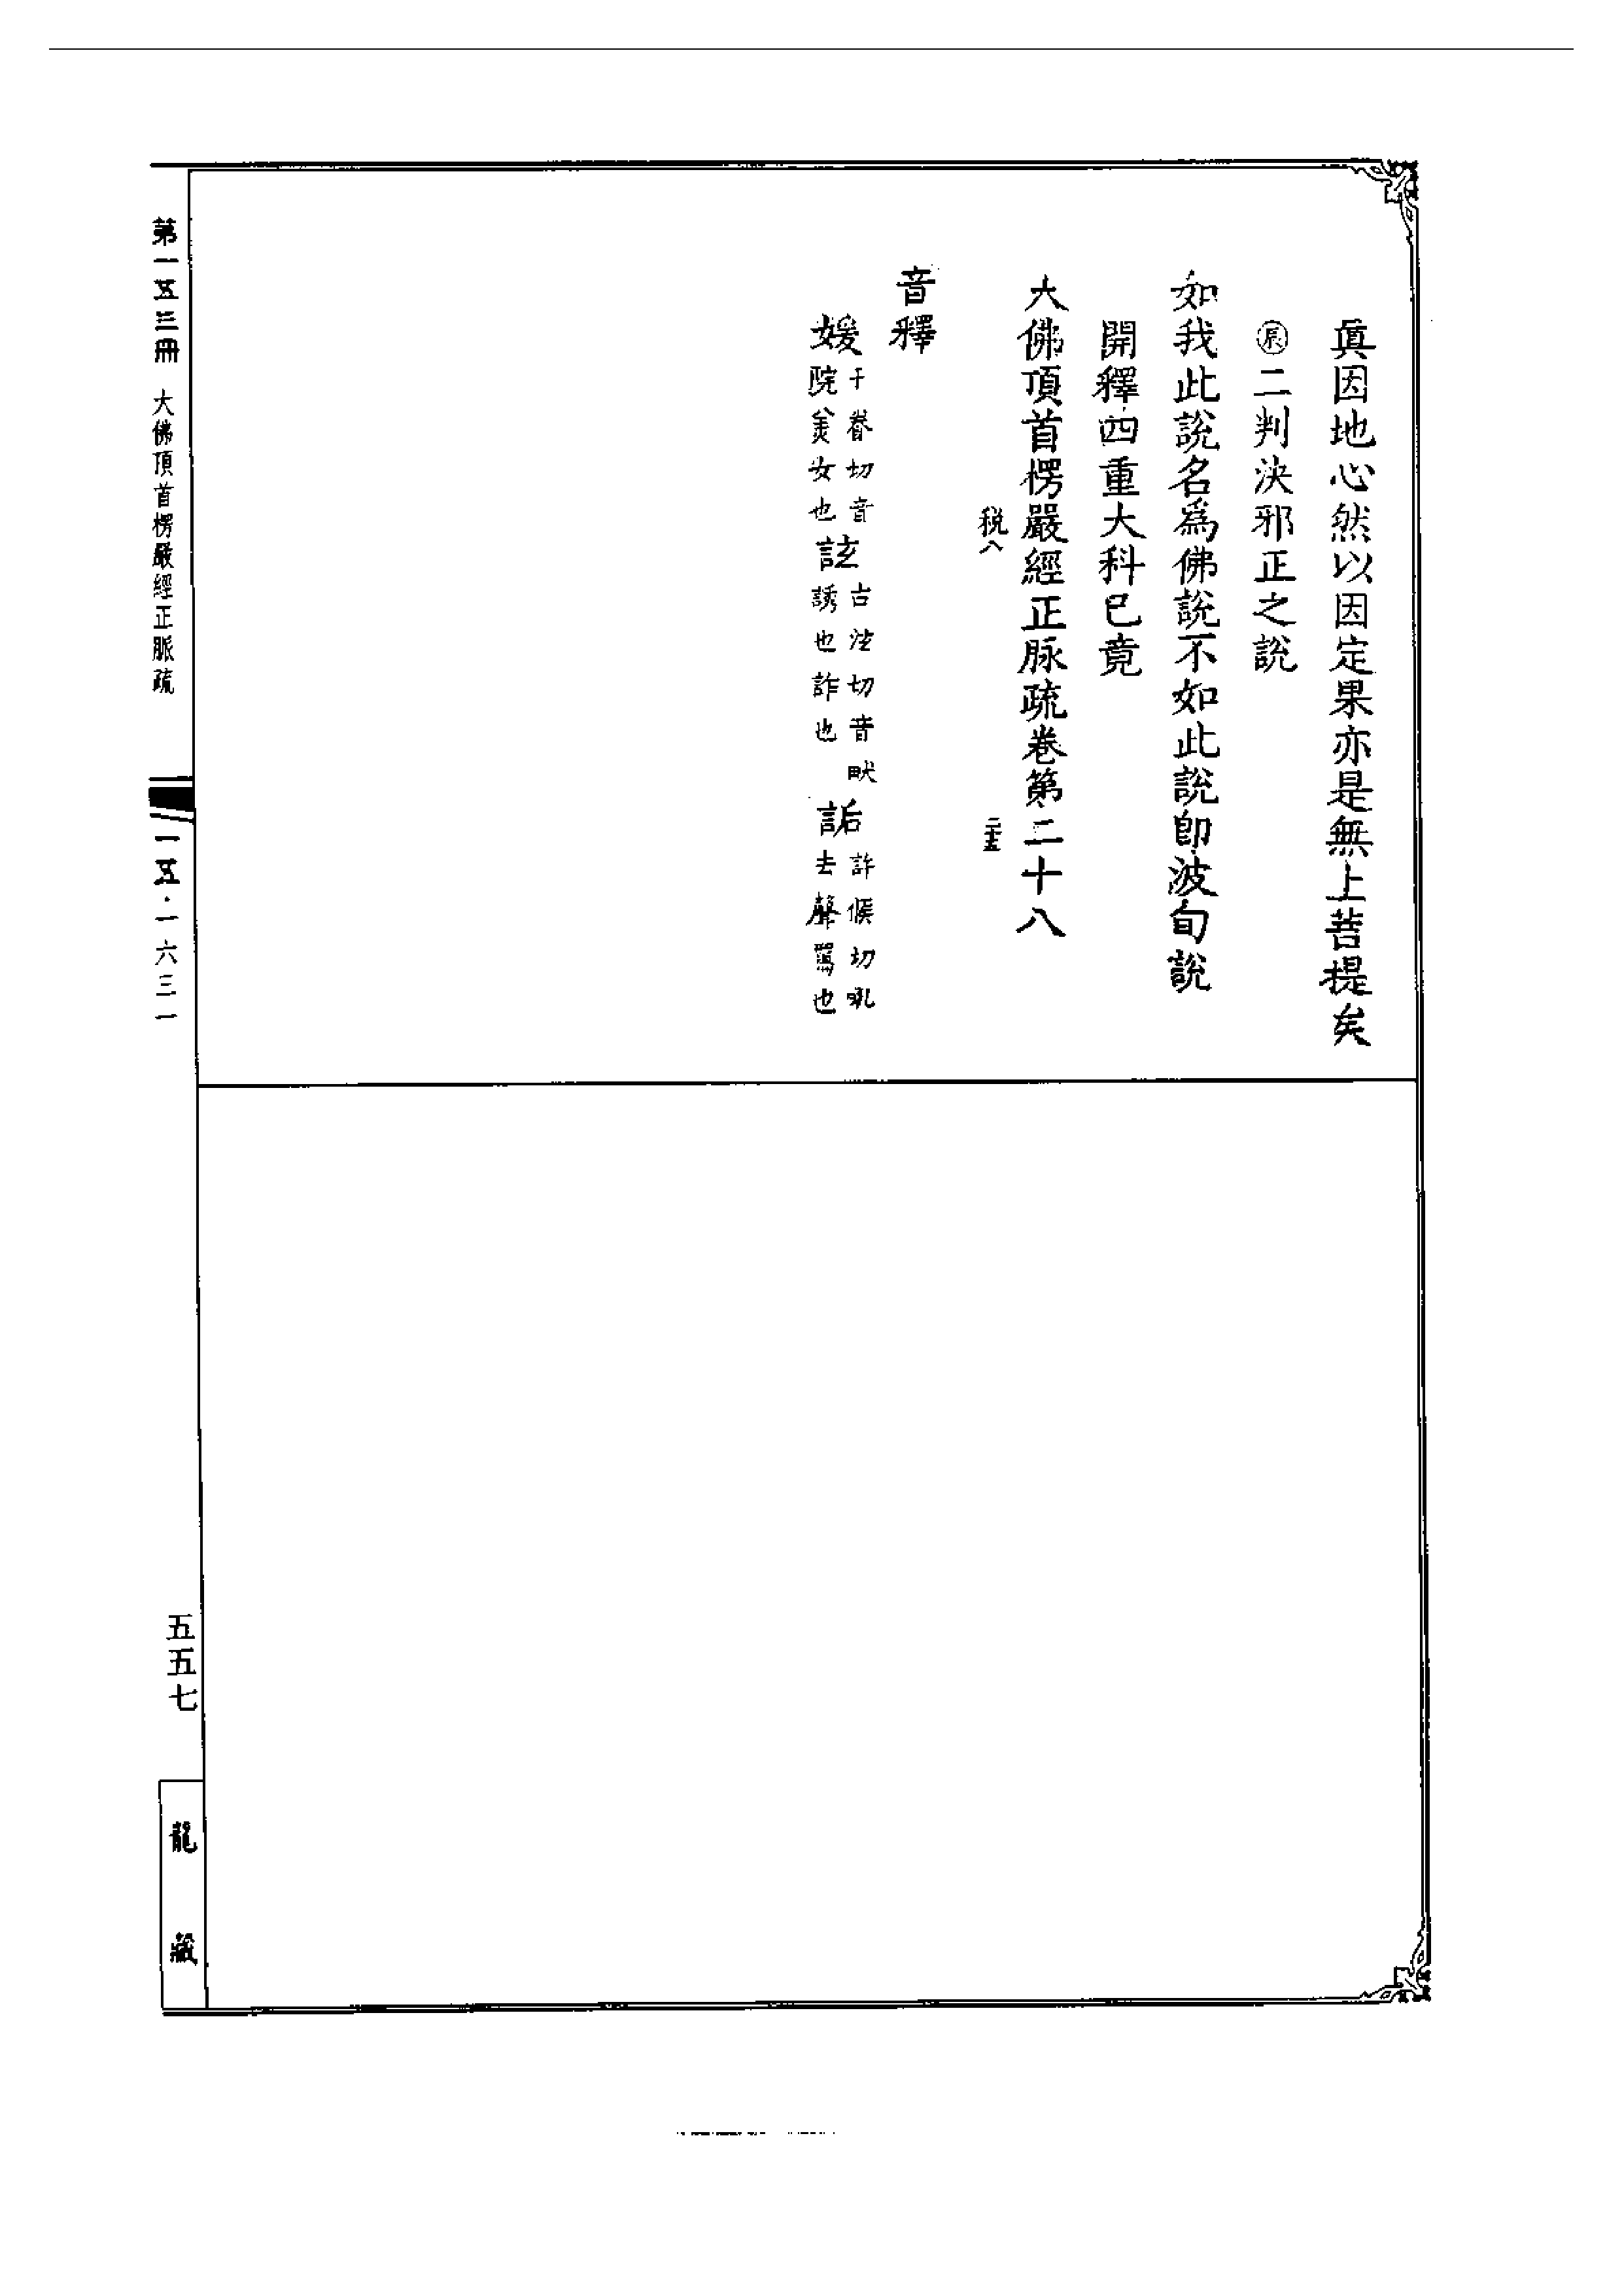 眞因地心然以因定果亦是無上菩提矣
㊋二判決邪正之說
如我此說名爲佛說不如此說卽波旬說
開釋四重大科已竟
大佛頂首楞嚴經正脉疏卷第二十八
稅八
二十五
音釋
媛于眷切音院美女也
詃古泫切音畎誘也詐也
詬許候切吼去聲罵也
第一五三冊
大佛頂首楞嚴經正脈疏
一五·一六三一
五五七
龍藏